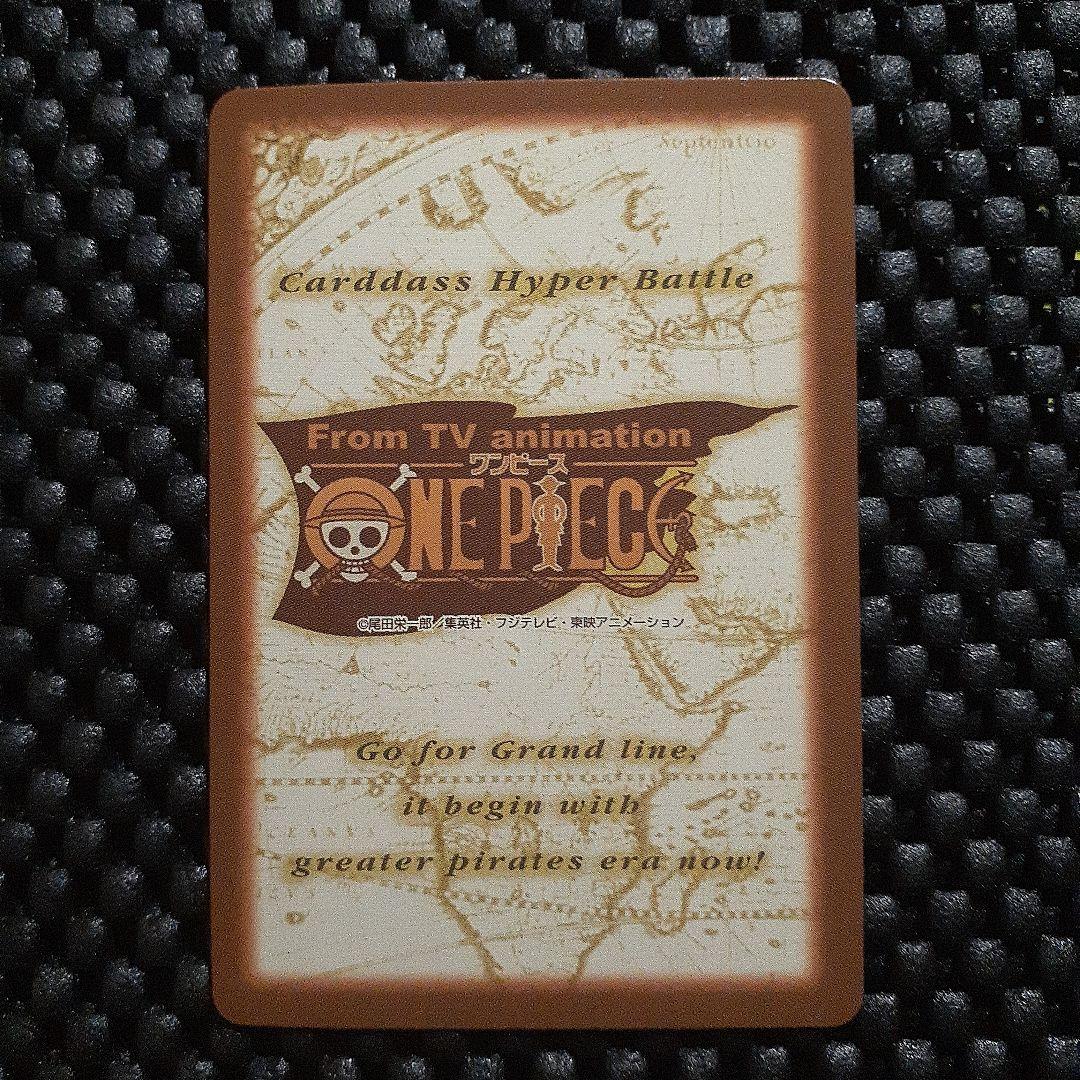 Septentrio
Carddass Hyper Battle
From TV animation
ワンピース
ONE PIECE
©尾田栄一郎／集英社・フジテレビ・東映アニメーション
Go for Grand line,
it begin with
greater pirates era now!